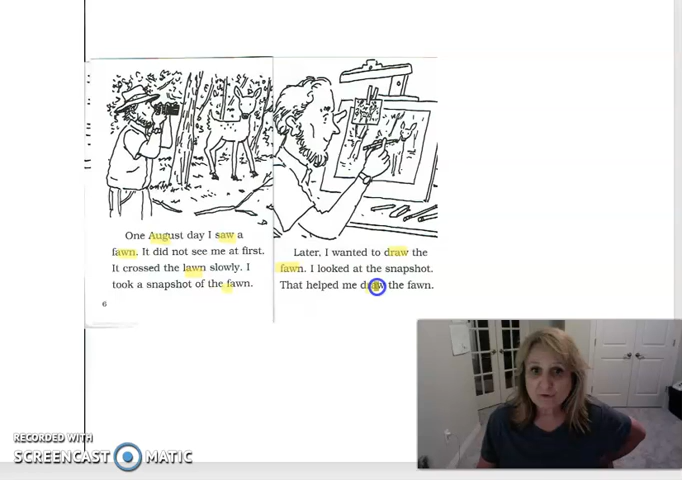 One August day I saw a
fawn. It did not see me at first.
It crossed the lawn slowly. I
took a snapshot of the fawn.
6
Later, I wanted to draw the
fawn. I looked at the snapshot.
That helped me draw the fawn.
RECORDED WITH
SCREENCAST MATIC